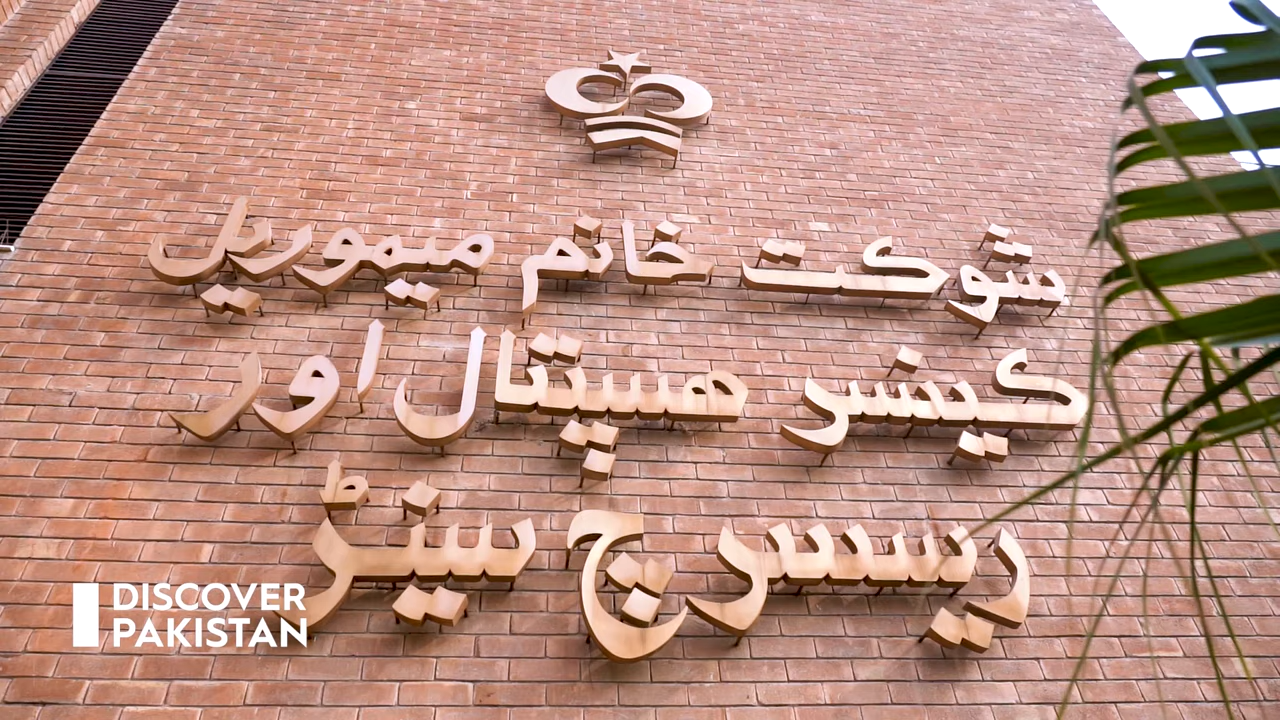 شوکت خانم میموریل
کینسر ہسپتال اور
ریسرچ سینٹر
DISCOVER
PAKISTAN